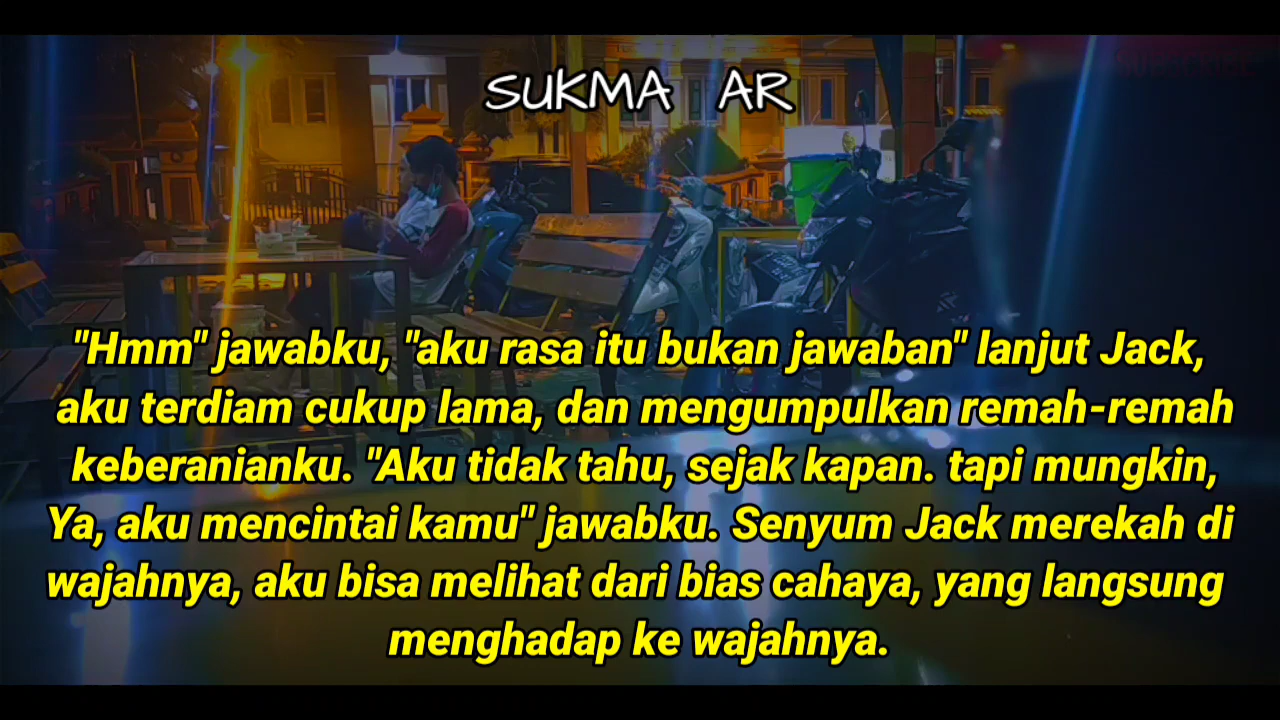 SUKMA AR
"Hmm" jawabku, "aku rasa itu bukan jawaban" lanjut Jack,
aku terdiam cukup lama, dan mengumpulkan remah-remah
keberanianku. "Aku tidak tahu, sejak kapan. tapi mungkin,
Ya, aku mencintai kamu" jawabku. Senyum Jack merekah di
wajahnya, aku bisa melihat dari bias cahaya, yang langsung
menghadap ke wajahnya.